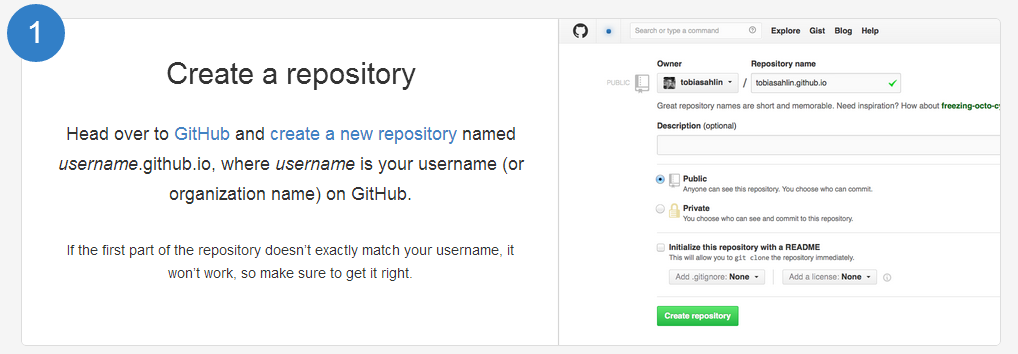 1
Create a repository
Head over to GitHub and create a new repository named
username.github.io, where username is your username (or
organization name) on GitHub.
If the first part of the repository doesn't exactly match your username, it
won't work, so make sure to get it right.
Search or type a command
Explore Gist Blog Help
Owner Repository name
PUBLIC tobiasahlin / tobiasahlin.github.io
Great repository names are short and memorable. Need inspiration? How about freezing-octo-cy
Description (optional)
Public
Anyone can see this repository. You choose who can commit.
Private
You choose who can see and commit to this repository.
Initialize this repository with a README
This will allow you to git clone the repository immediately.
Add .gitignore: None Add a license: None
Create repository